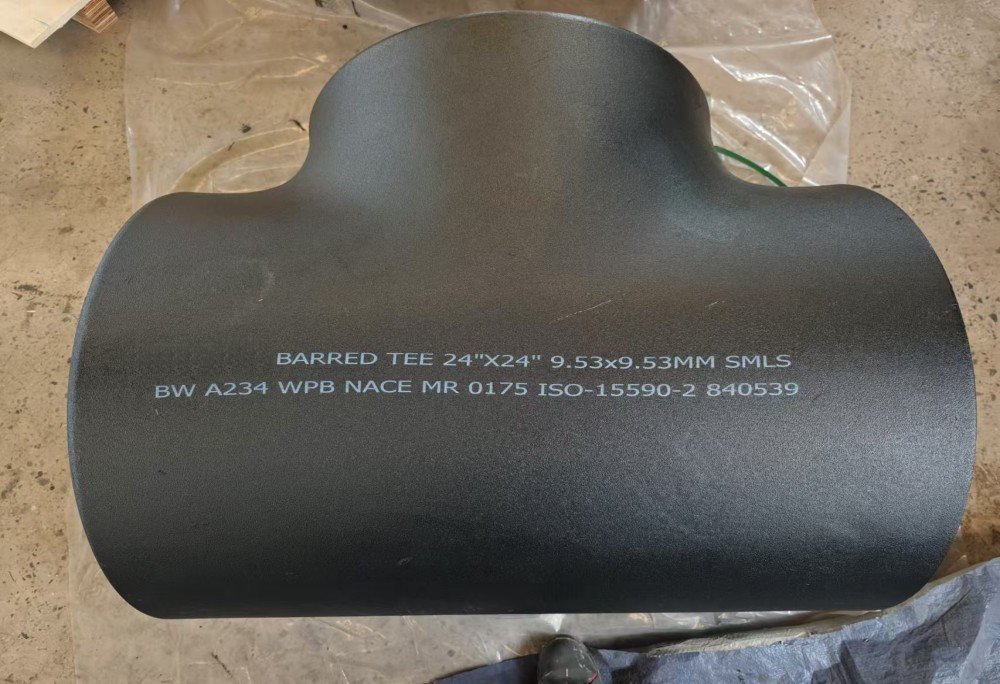 BARRED TEE 24"X24" 9.53x9.53MM SMLS
BW A234 WPB NACE MR 0175 ISO-15590-2 840539